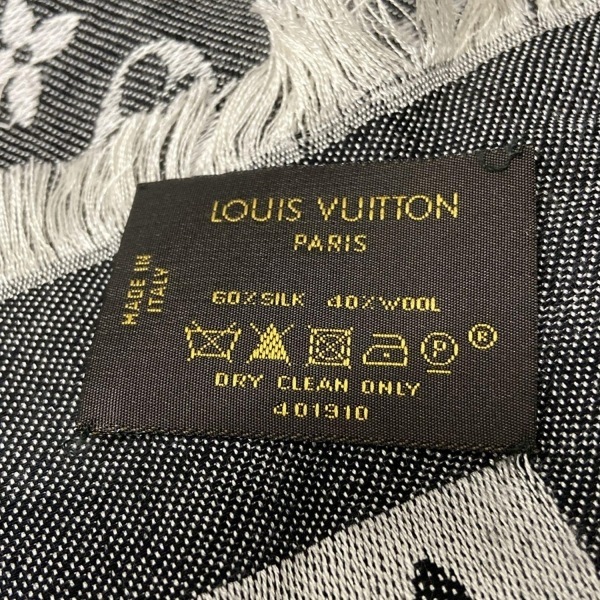 LOUIS VUITTON
PARIS
MADE IN
ITALY
60% SILK 40% WOOL
P ®
DRY CLEAN ONLY
401910